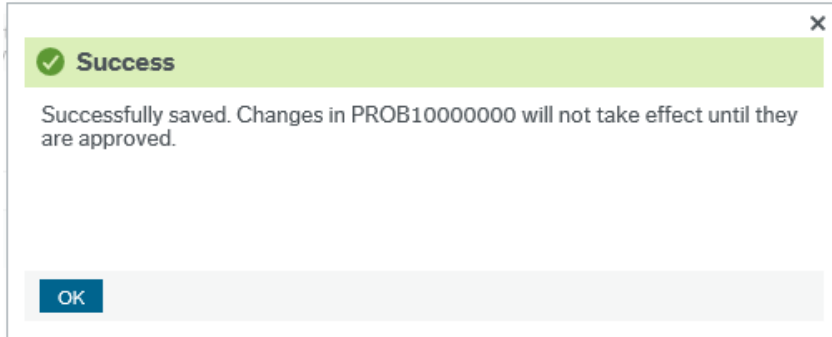 Success
Successfully saved. Changes in PROB10000000 will not take effect until they
are approved.
OK